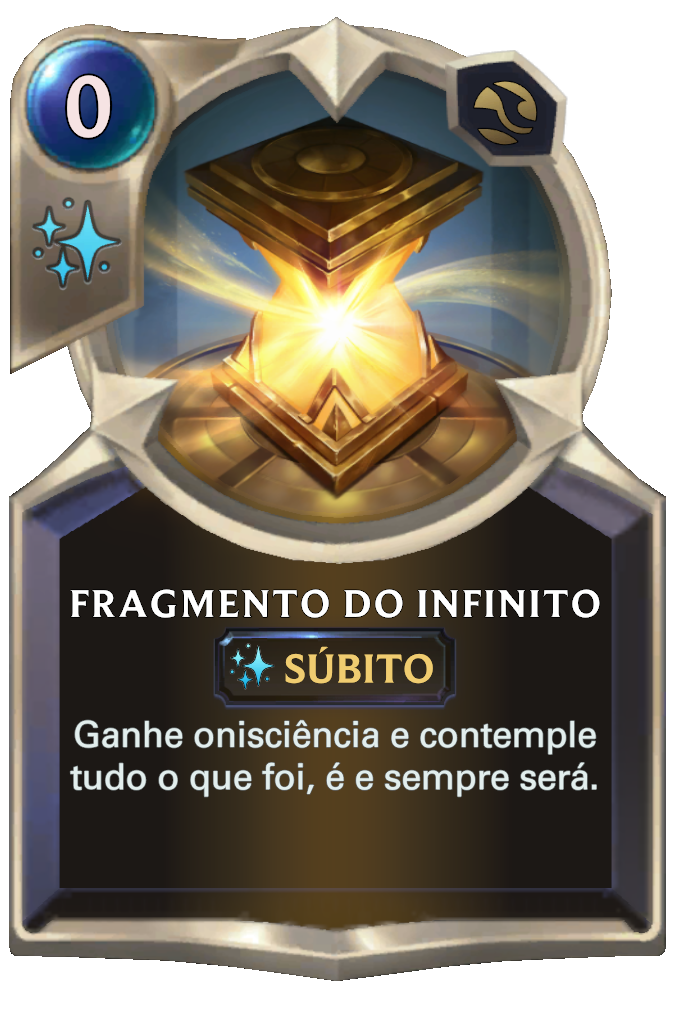 0
FRAGMENTO DO INFINITO
SÚBITO
Ganhe onisciência e contemple
tudo o que foi, é e sempre será.